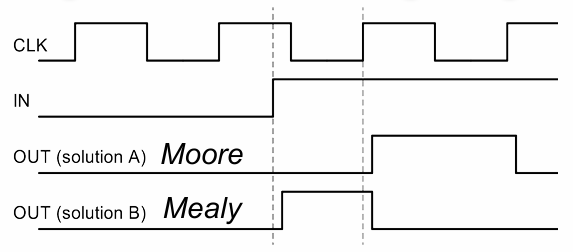 CLK
IN
OUT (solution A) Moore
OUT (solution B) Mealy